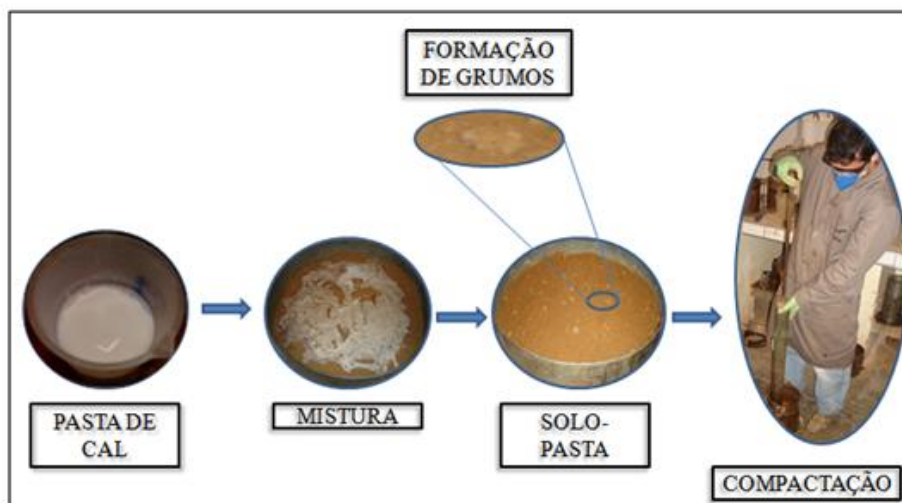 FORMAÇÃO
DE GRUMOS
PASTA DE
CAL
MISTURA
SOLO-
PASTA
COMPACTAÇÃO